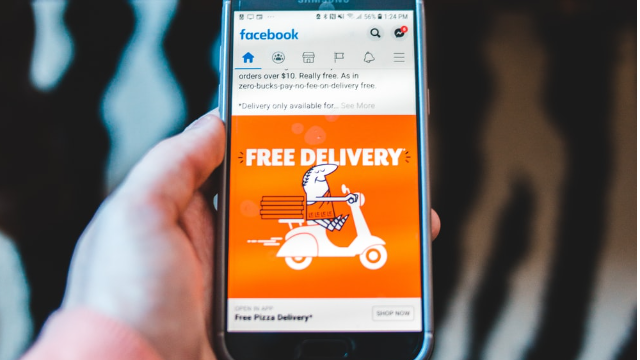 SAMSUNG
56% 1:24 PM
facebook
orders over $10. Really free. As in
zero-bucks-pay-no-fee-on-delivery free.
*Delivery only available for... See More
FREE DELIVERY*
OPEN IN APP
Free Pizza Delivery*
SHOP NOW